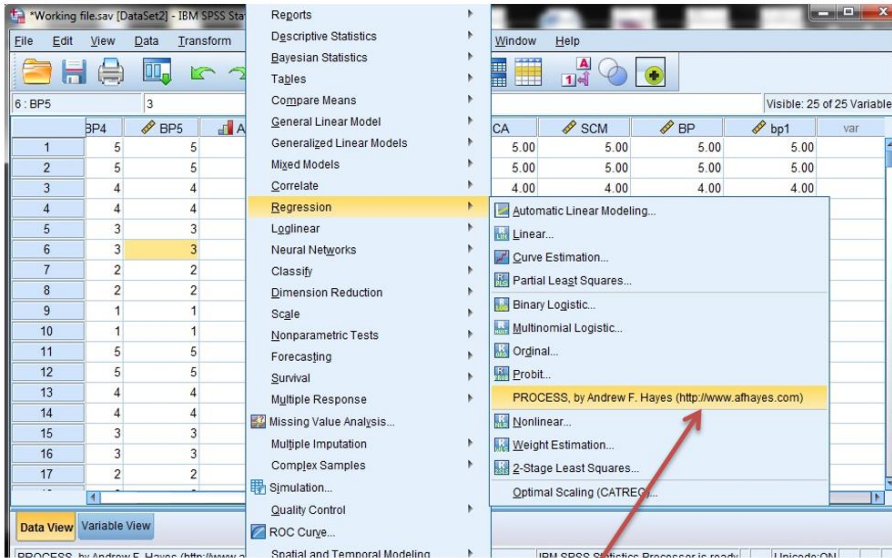 *Working file.sav [DataSet2] - IBM SPSS Sta
File Edit View Data Transform Window Help
6 : BP5 3 Visible: 25 of 25 Variable
BP4 BP5 A CA SCM BP bp1 var
1 5 5 5.00 5.00 5.00 5.00
2 5 5 5.00 5.00 5.00 5.00
3 4 4 4.00 4.00 4.00 4.00
4 4 4
5 3 3
6 3 3
7 2 2
8 2 2
9 1 1
10 1 1
11 5 5
12 5 5
13 4 4
14 4 4
15 3 3
16 3 3
17 2 2
Data View Variable View
Reports
Descriptive Statistics
Bayesian Statistics
Tables
Compare Means
General Linear Model
Generalized Linear Models
Mixed Models
Correlate
Regression
Loglinear
Neural Networks
Classify
Dimension Reduction
Scale
Nonparametric Tests
Forecasting
Survival
Multiple Response
Missing Value Analysis...
Multiple Imputation
Complex Samples
Simulation...
Quality Control
ROC Curve...
Spatial and Temporal Modeling
Automatic Linear Modeling...
Linear...
Curve Estimation...
Partial Least Squares...
Binary Logistic...
Multinomial Logistic...
Ordinal...
Probit...
PROCESS, by Andrew F. Hayes (http://www.afhayes.com)
Nonlinear...
Weight Estimation...
2-Stage Least Squares...
Optimal Scaling (CATREG)...
PROCESS, by Andrew F. Hayes (http://www.a IBM SPSS Statistics Processor is ready Unicode:ON